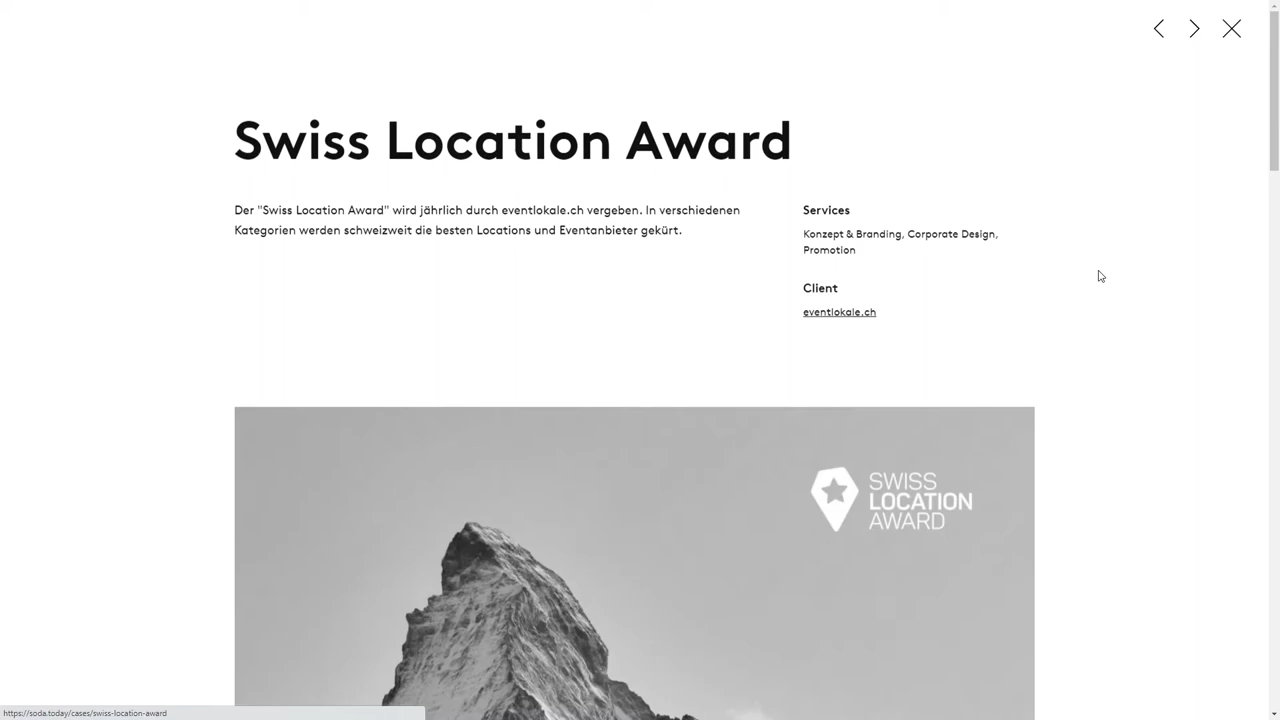 Swiss Location Award
Der "Swiss Location Award" wird jährlich durch eventlokale.ch vergeben. In verschiedenen
Kategorien werden schweizweit die besten Locations und Eventanbieter gekürt.
Services
Konzept & Branding, Corporate Design,
Promotion
Client
eventlokale.ch
SWISS
LOCATION
AWARD
https://soda.today/cases/swiss-location-award